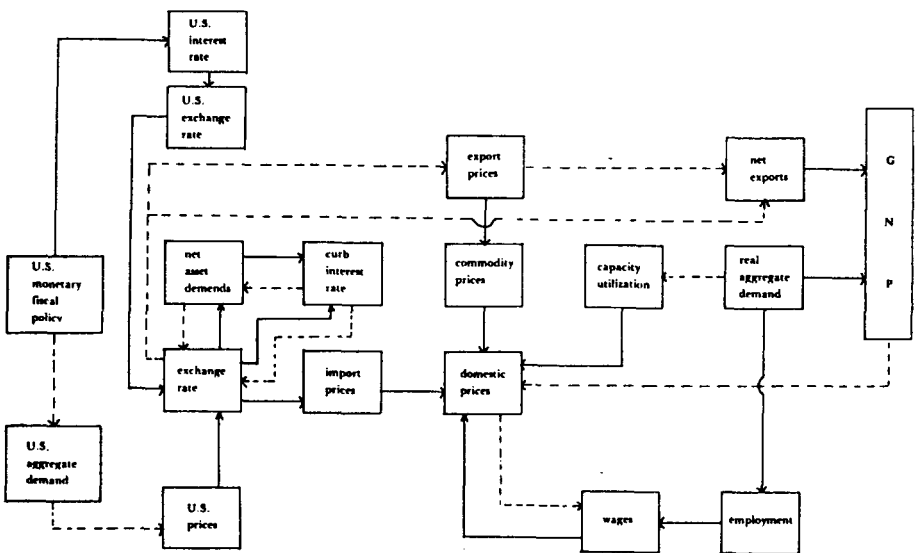 U.S.
interest
rate
U.S.
exchange
rate
export
prices
net
exports
G
N
P
net
asset
demends
curb
interest
rate
commodity
prices
capacity
utilization
real
aggregate
demand
U.S.
monetary
fiscal
policy
exchange
rate
import
prices
domestic
prices
U.S.
aggregate
demand
U.S.
prices
wages
employment